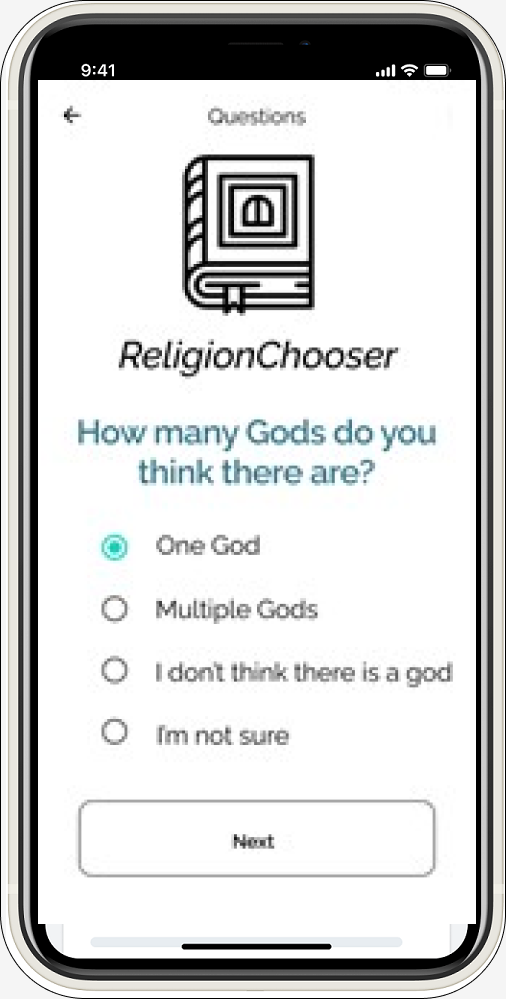 9:41
Questions
ReligionChooser
How many Gods do you
think there are?
One God
Multiple Gods
I don't think there is a god
I'm not sure
Next